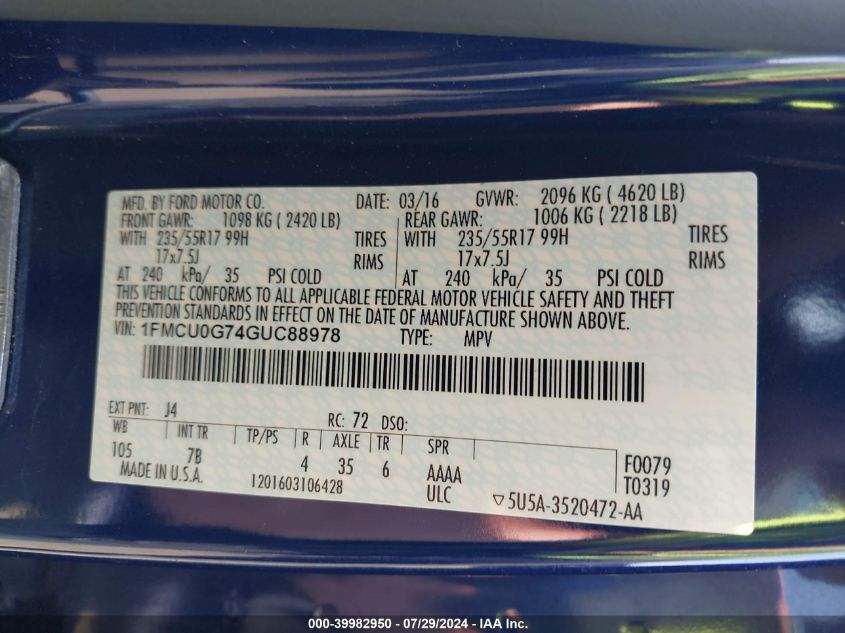 MFD. BY FORD MOTOR CO. DATE: 03/16 GVWR: 2096 KG ( 4620 LB)
FRONT GAWR: 1098 KG ( 2420 LB) REAR GAWR: 1006 KG ( 2218 LB)
WITH 235/55R17 99H TIRES WITH 235/55R17 99H TIRES
17x7.5J RIMS 17x7.5J RIMS
AT 240 kPa/ 35 PSI COLD AT 240 kPa/ 35 PSI COLD
THIS VEHICLE CONFORMS TO ALL APPLICABLE FEDERAL MOTOR VEHICLE SAFETY AND THEFT
PREVENTION STANDARDS IN EFFECT ON THE DATE OF MANUFACTURE SHOWN ABOVE.
VIN: 1FMCU0G74GUC88978 TYPE: MPV
EXT PNT: J4 RC: 72 DSO:
WB INT TR TP/PS R AXLE TR SPR
105 7B 4 35 6 AAAA F0079
MADE IN U.S.A. 1201603106428 ULC T0319
▽5U5A-3520472-AA
000-39982950 - 07/29/2024 - IAA Inc.